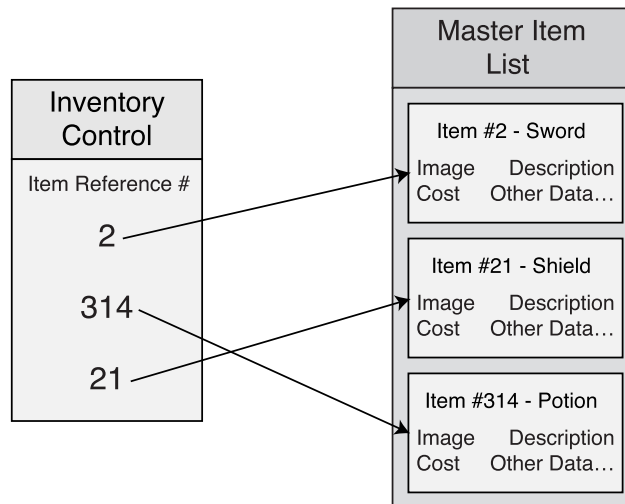 Inventory
Control
Item Reference #
2
314
21
Master Item
List
Item #2 - Sword
Image Description
Cost Other Data…
Item #21 - Shield
Image Description
Cost Other Data…
Item #314 - Potion
Image Description
Cost Other Data…